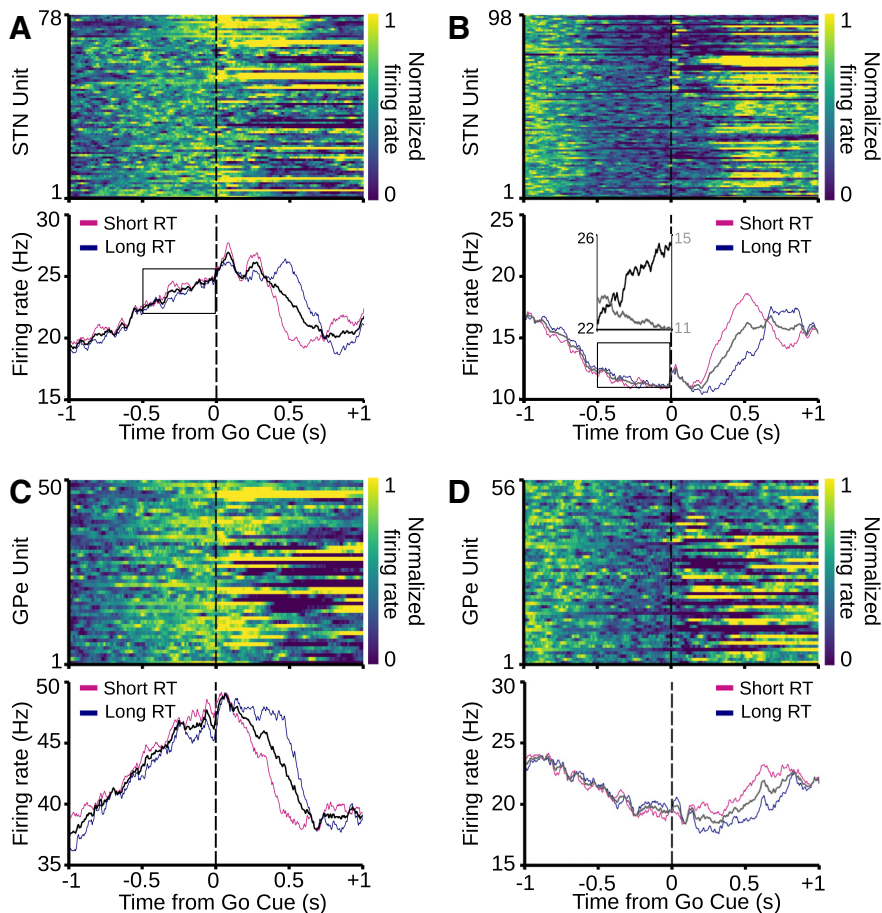 A
78
STN Unit
1
1
Normalized
firing rate
0
30
Short RT
Long RT
25
Firing rate (Hz)
20
15
-1
-0.5
0
0.5
+1
Time from Go Cue (s)
B
98
STN Unit
1
1
Normalized
firing rate
0
25
Short RT
Long RT
26
15
20
Firing rate (Hz)
15
22
11
10
-1
-0.5
0
0.5
+1
Time from Go Cue (s)
C
50
GPe Unit
1
1
Normalized
firing rate
0
50
Short RT
Long RT
45
Firing rate (Hz)
40
35
-1
-0.5
0
0.5
+1
Time from Go Cue (s)
D
56
GPe Unit
1
1
Normalized
firing rate
0
30
Short RT
Long RT
25
Firing rate (Hz)
20
15
-1
-0.5
0
0.5
+1
Time from Go Cue (s)